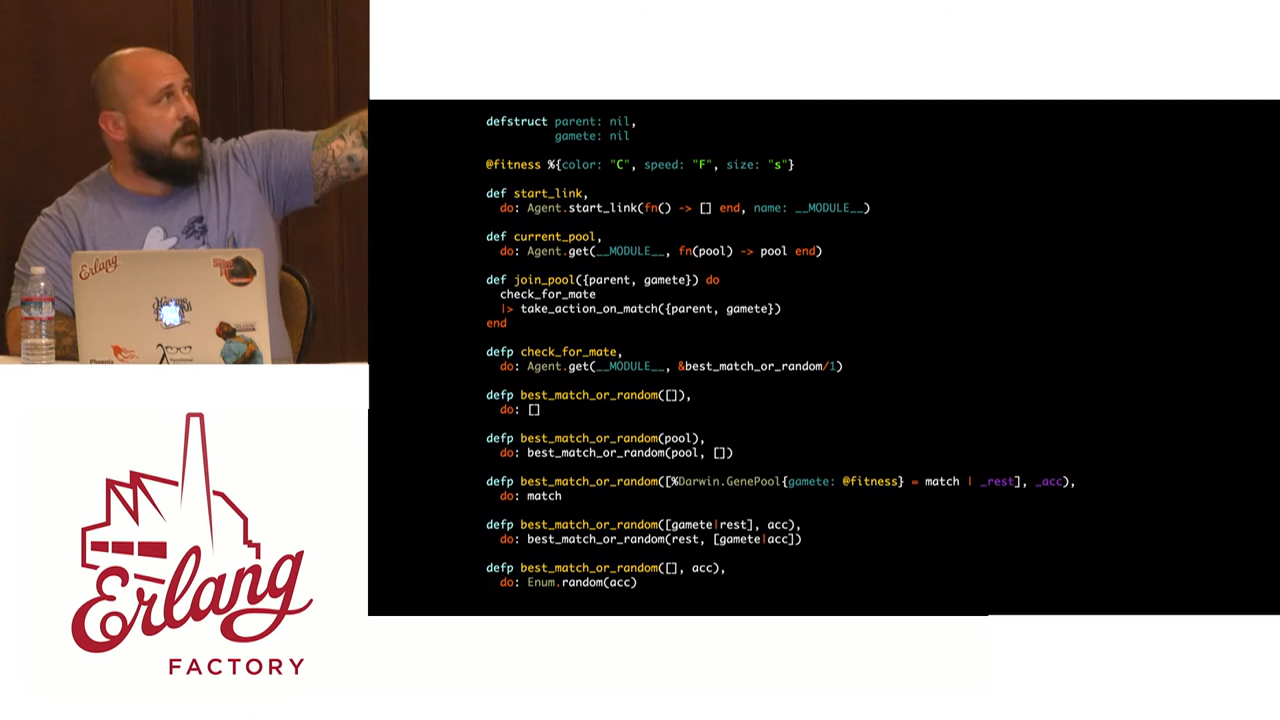 Erlang
Phoenix
Erlang
FACTORY
defstruct parent: nil,
gamete: nil
@fitness %{color: "C", speed: "F", size: "s"}
def start_link,
do: Agent.start_link(fn() -> [] end, name: __MODULE__)
def current_pool,
do: Agent.get(__MODULE__, fn(pool) -> pool end)
def join_pool({parent, gamete}) do
check_for_mate
|> take_action_on_match({parent, gamete})
end
defp check_for_mate,
do: Agent.get(__MODULE__, &best_match_or_random/1)
defp best_match_or_random([]),
do: []
defp best_match_or_random(pool),
do: best_match_or_random(pool, [])
defp best_match_or_random([%Darwin.GenePool{gamete: @fitness} = match | _rest], _acc),
do: match
defp best_match_or_random([gamete|rest], acc),
do: best_match_or_random(rest, [gamete|acc])
defp best_match_or_random([], acc),
do: Enum.random(acc)